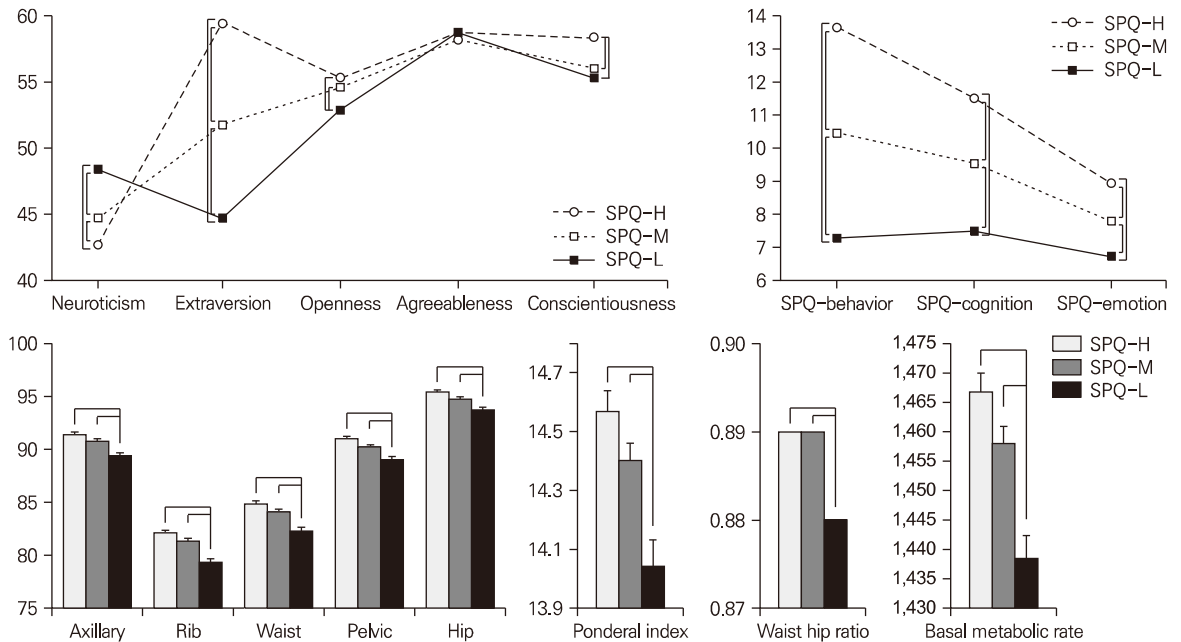 60
55
50
45
40
Neuroticism Extraversion Openness Agreeableness Conscientiousness
SPQ-H
SPQ-M
SPQ-L
14
13
12
11
10
9
8
7
6
SPQ-behavior SPQ-cognition SPQ-emotion
SPQ-H
SPQ-M
SPQ-L
100
95
90
85
80
75
Axillary Rib Waist Pelvic Hip
14.7
14.5
14.3
14.1
13.9
Ponderal index
0.90
0.89
0.88
0.87
Waist hip ratio
1,475
1,470
1,465
1,460
1,455
1,450
1,445
1,440
1,435
1,430
Basal metabolic rate
SPQ-H
SPQ-M
SPQ-L